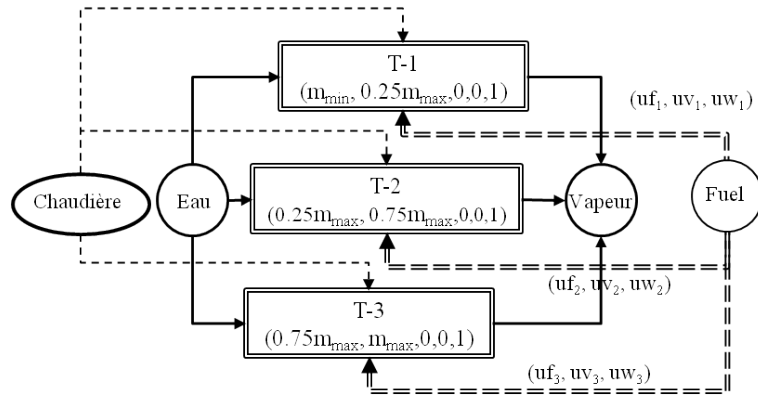 T-1
(m_min, 0.25m_max,0,0,1)
(uf_1, uv_1, uw_1)
Chaudière
Eau
T-2
(0.25m_max, 0.75m_max,0,0,1)
Vapeur
Fuel
(uf_2, uv_2, uw_2)
T-3
(0.75m_max, m_max,0,0,1)
(uf_3, uv_3, uw_3)